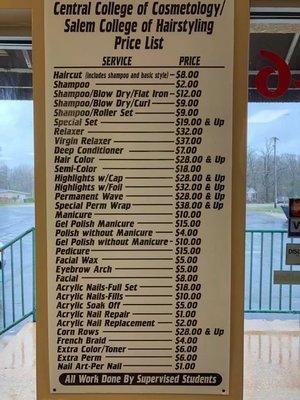 Central College of Cosmetology/
Salem College of Hairstyling
Price List
SERVICE PRICE
Haircut (includes shampoo and basic style) $8.00
Shampoo $2.00
Shampoo/Blow Dry/Flat Iron $12.00
Shampoo/Blow Dry/Curl $9.00
Shampoo/Roller Set $9.00
Special Set $19.00 & Up
Relaxer $32.00
Virgin Relaxer $37.00
Deep Conditioner $7.00
Hair Color $28.00 & Up
Semi-Color $18.00
Highlights w/Cap $28.00 & Up
Highlights w/Foil $32.00 & Up
Permanent Wave $28.00 & Up
Special Perm Wrap $38.00 & Up
Manicure $10.00
Gel Polish Manicure $15.00
Polish without Manicure $4.00
Gel Polish without Manicure $10.00
Pedicure $15.00
Facial Wax $5.00
Eyebrow Arch $5.00
Facial $8.00
Acrylic Nails-Full Set $18.00
Acrylic Nails-Fills $10.00
Acrylic Soak Off $5.00
Acrylic Nail Repair $1.00
Acrylic Nail Replacement $2.00
Corn Rows $28.00 & Up
French Braid $4.00
Extra Color/Toner $6.00
Extra Perm $6.00
Nail Art-Per Nail $1.00
All Work Done By Supervised Students